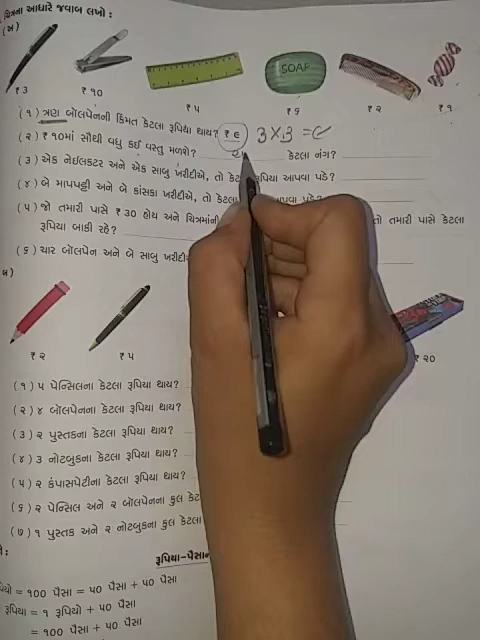 ચિત્રના આધારે જવાબ લખો :
(અ)
₹ ૩
₹ ૧૦
₹ ૫
SOAP
₹ ૬
₹ ૨
₹ ૧
(૧) ત્રણ બૉલપેનની કિંમત કેટલા રૂપિયા થાય? ₹ ૯ 3 X 3 = ૯
(૨) ₹ ૧૦માં સૌથી વધુ કઈ વસ્તુ મળશે? કેટલા નંગ?
(૩) એક નેઇલકટર અને એક સાબુ ખરીદીએ, તો રૂપિયા આપવા પડે?
(૪) બે માપપટ્ટી અને બે કાંસકા ખરીદીએ, તો કેટલા આપવા પડે?
(૫) જો તમારી પાસે ₹ 30 હોય અને ચિત્રમાંની તો તમારી પાસે કેટલા
રૂપિયા બાકી રહે?
(૬) ચાર બૉલપેન અને બે સાબુ
₹ ૨
₹ ૫
₹ ૨૦
(૧) ૫ પેન્સિલના કેટલા રૂપિયા થાય?
(૨) ૪ બૉલપેનના કેટલા રૂપિયા થાય?
(૩) ૨ પુસ્તકના કેટલા રૂપિયા થાય?
(૪) ૩ નોટબુકના કેટલા રૂપિયા થાય?
(૫) ૨ કંપાસપેટીના કેટલા રૂપિયા થાય?
(૬) ૨ પેન્સિલ અને ૨ બૉલપેનના કુલ
(૭) ૧ પુસ્તક અને ૨ નોટબુકના કુલ કેટલા
રૂપિયા-પૈસા
= ૧૦૦ પૈસા = ૫૦ પૈસા + ૫૦ પૈસા
રૂપિયા = ૧ રૂપિયો + ૫૦ પૈસા
= ૧૦૦ પૈસા + ૫૦ પૈસા